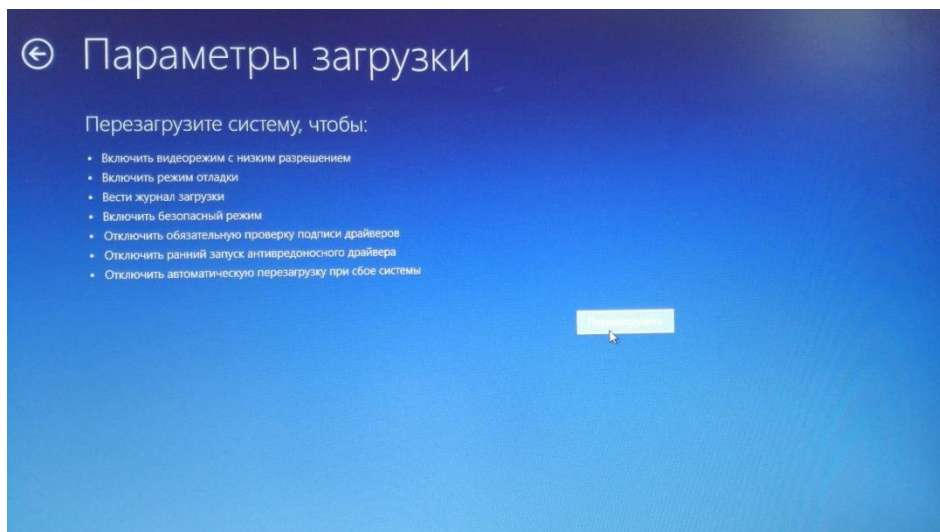 Параметры загрузки
Перезагрузите систему, чтобы:
• Включить видеорежим с низким разрешением
• Включить режим отладки
• Вести журнал загрузки
• Включить безопасный режим
• Отключить обязательную проверку подписи драйверов
• Отключить ранний запуск антивредоносного драйвера
• Отключить автоматическую перезагрузку при сбое системы